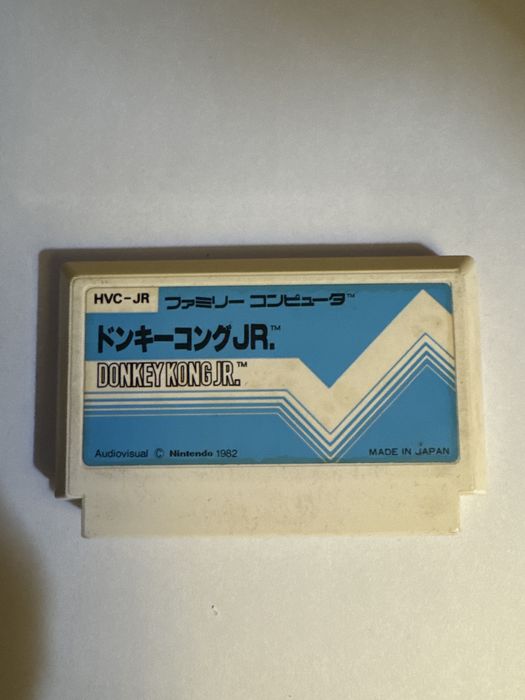 HVC-JR ファミリー コンピュータ™
ドンキーコングJR.™
DONKEY KONG JR.™
Audiovisual © Nintendo 1982 MADE IN JAPAN